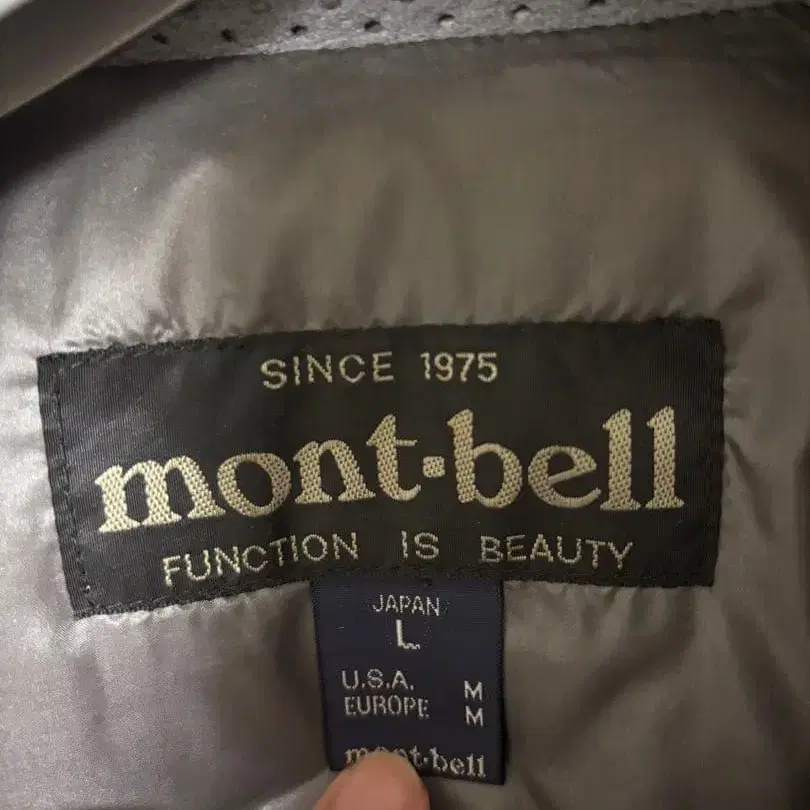 SINCE 1975
mont-bell
FUNCTION IS BEAUTY
JAPAN
L
U.S.A. M
EUROPE M
mont-bell